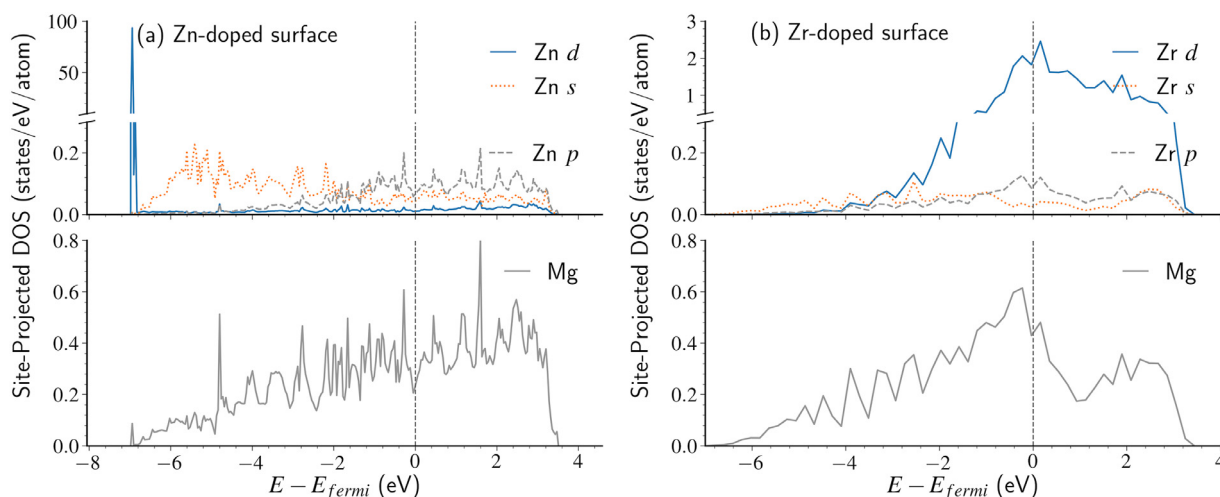 Site-Projected DOS (states/eV/atom)
(a) Zn-doped surface
100
50
0.2
0.0
Zn d
Zn s
Zn p
0.8
0.6
0.4
0.2
0.0
Mg
−8 −6 −4 −2 0 2 4
E − E_fermi (eV)
Site-Projected DOS (states/eV/atom)
(b) Zr-doped surface
3
2
1
0.2
0.0
Zr d
Zr s
Zr p
0.8
0.6
0.4
0.2
0.0
Mg
−6 −4 −2 0 2 4
E − E_fermi (eV)